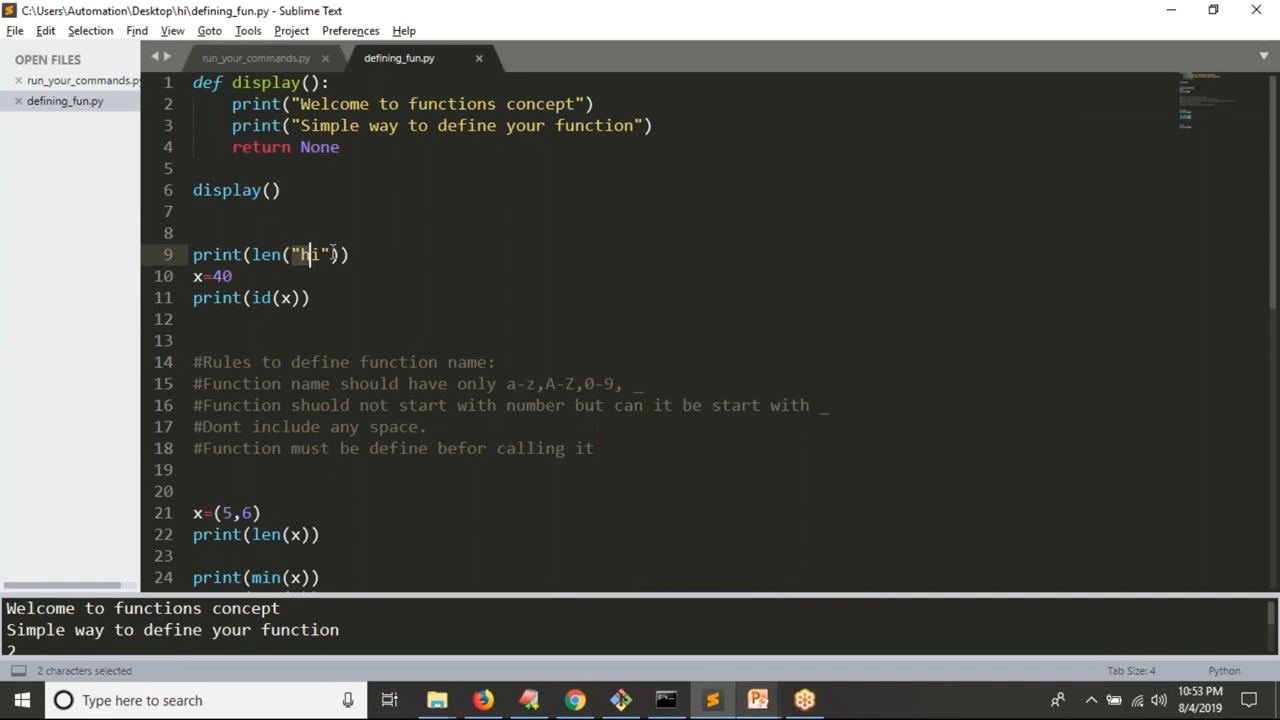 C:\Users\Automation\Desktop\hi\defining_fun.py - Sublime Text
File Edit Selection Find View Goto Tools Project Preferences Help
OPEN FILES
run_your_commands.py
defining_fun.py
run_your_commands.py
defining_fun.py
1 def display():
2 print("Welcome to functions concept")
3 print("Simple way to define your function")
4 return None
5
6 display()
7
8
9 print(len("hi"))
10 x=40
11 print(id(x))
12
13
14 #Rules to define function name:
15 #Function name should have only a-z,A-Z,0-9, _
16 #Function shuold not start with number but can it be start with _
17 #Dont include any space.
18 #Function must be define befor calling it
19
20
21 x=(5,6)
22 print(len(x))
23
24 print(min(x))
Welcome to functions concept
Simple way to define your function
2
2 characters selected
Tab Size: 4
Python
Type here to search
10:53 PM
8/4/2019